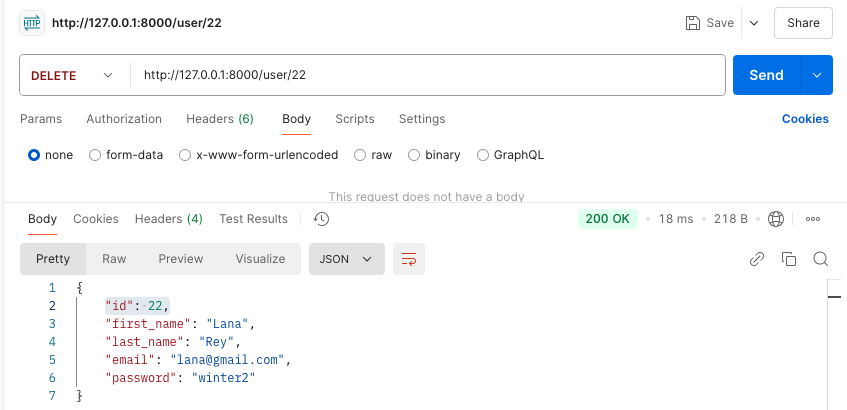 HTTP http://127.0.0.1:8000/user/22 Save Share
DELETE http://127.0.0.1:8000/user/22 Send
Params Authorization Headers (6) Body Scripts Settings Cookies
none form-data x-www-form-urlencoded raw binary GraphQL
This request does not have a body
Body Cookies Headers (4) Test Results 200 OK • 18 ms • 218 B •
Pretty Raw Preview Visualize JSON
1 {
2 "id": 22,
3 "first_name": "Lana",
4 "last_name": "Rey",
5 "email": "lana@gmail.com",
6 "password": "winter2"
7 }